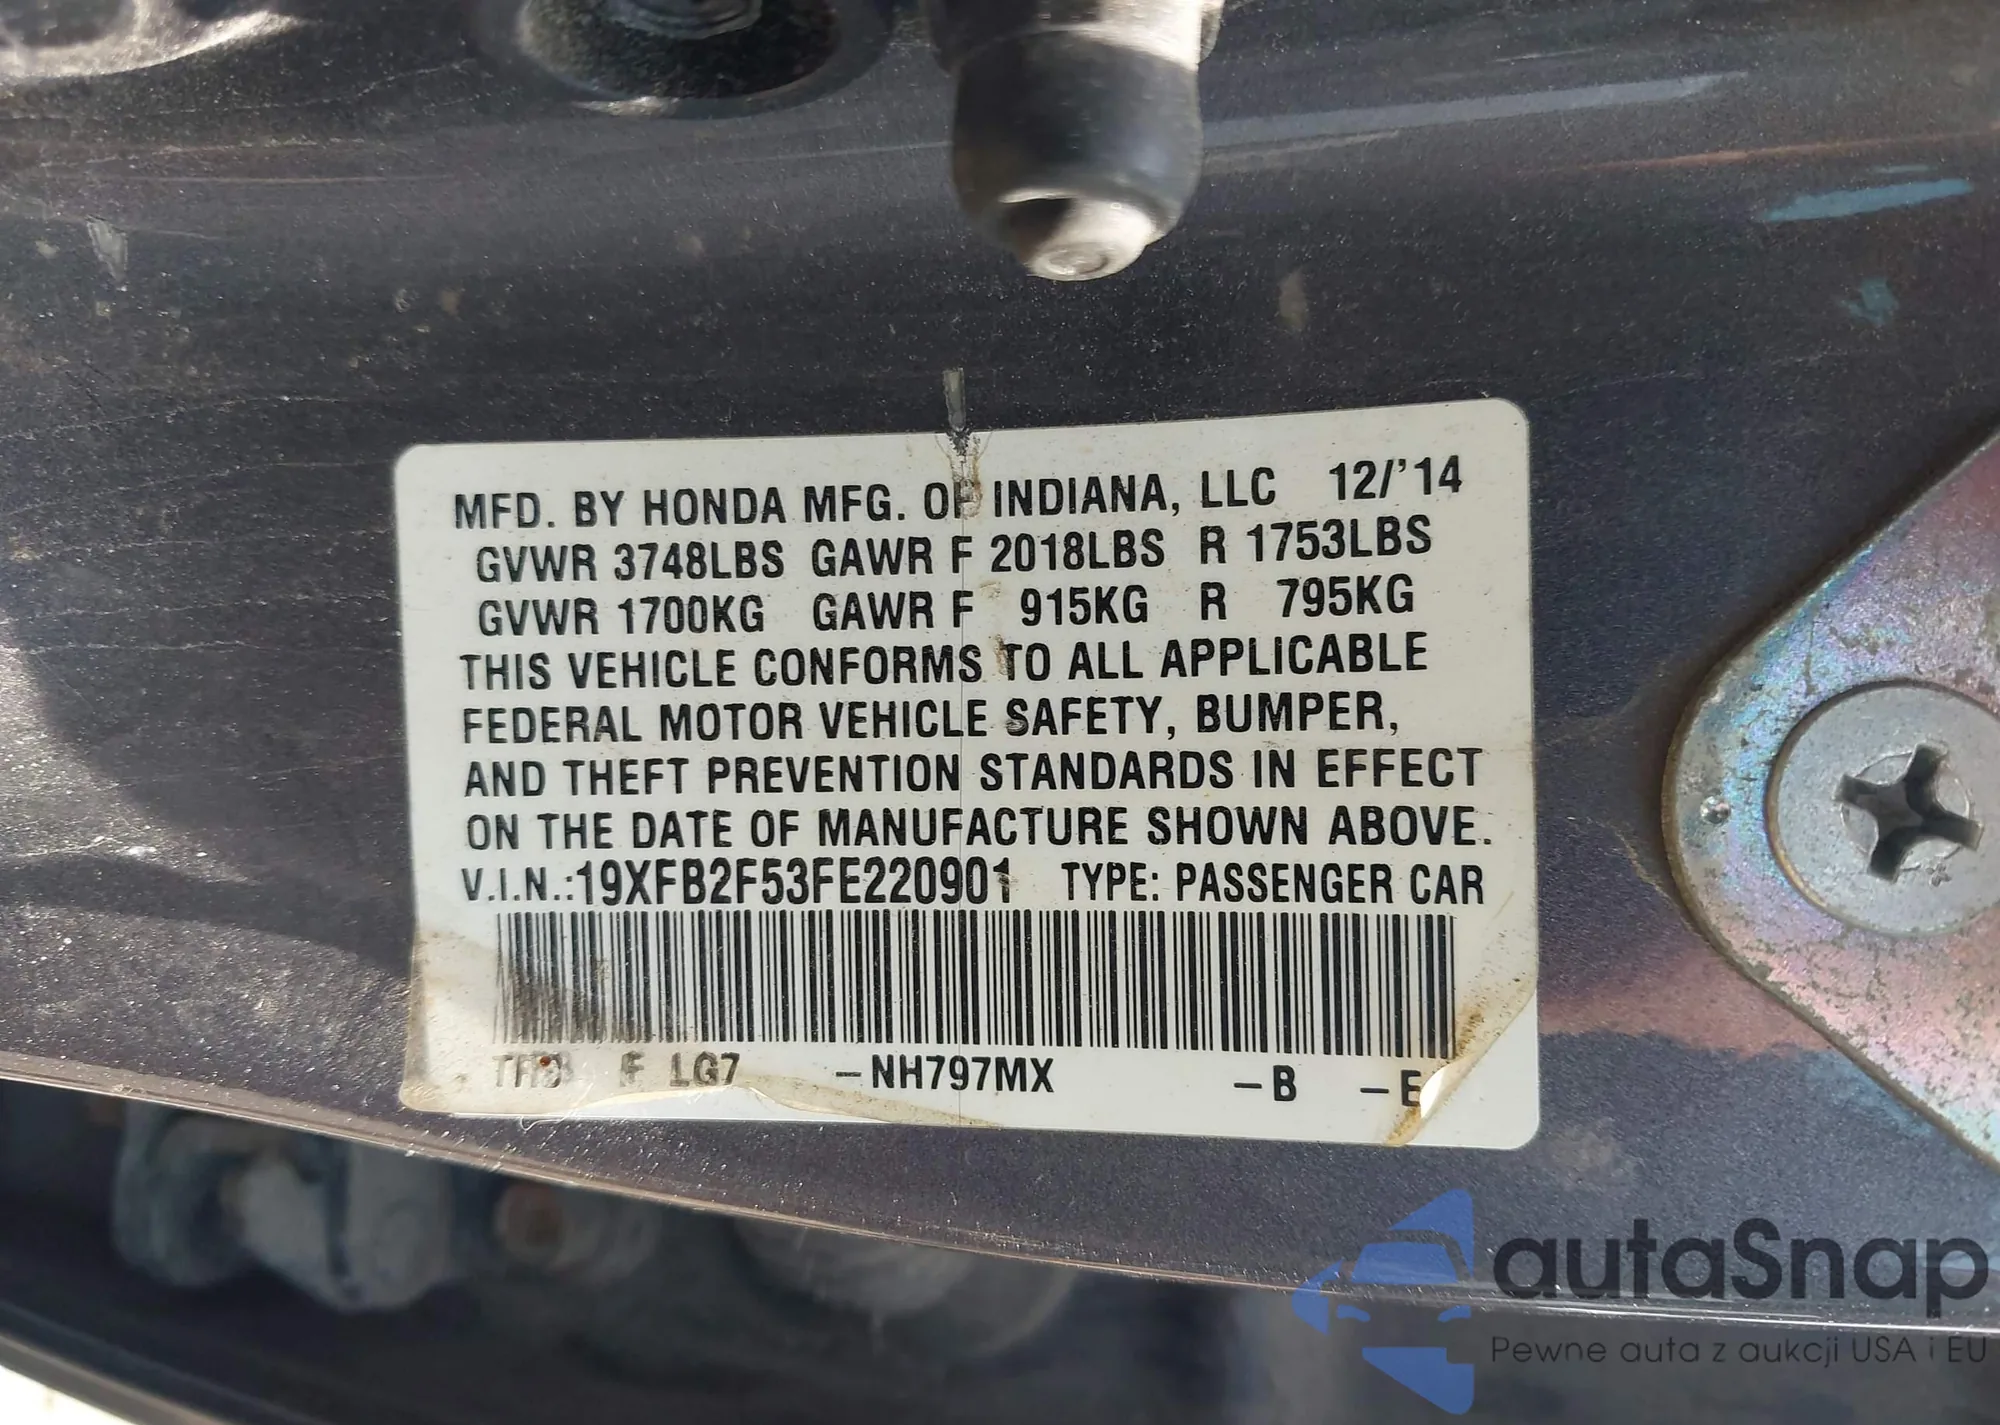 MFD. BY HONDA MFG. OF INDIANA, LLC 12/'14
GVWR 3748LBS GAWR F 2018LBS R 1753LBS
GVWR 1700KG GAWR F 915KG R 795KG
THIS VEHICLE CONFORMS TO ALL APPLICABLE
FEDERAL MOTOR VEHICLE SAFETY, BUMPER,
AND THEFT PREVENTION STANDARDS IN EFFECT
ON THE DATE OF MANUFACTURE SHOWN ABOVE.
V.I.N.:19XFB2F53FE220901 TYPE: PASSENGER CAR
F LG7 -NH797MX -B -E
autaSnap
Pewne auta z aukcji USA i EU